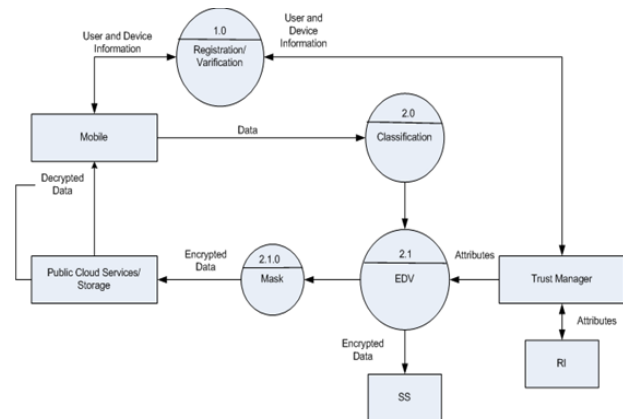 User and
Device
Information
1.0
User and Device
Information
Registration/
Varification
2.0
Mobile
Data
Classification
Decrypted
Data
Encrypted
Data
2.1.0
2.1
Attributes
Public Cloud Services/
Storage
Mask
EDV
Trust Manager
Encrypted
Data
Attributes
RI
SS